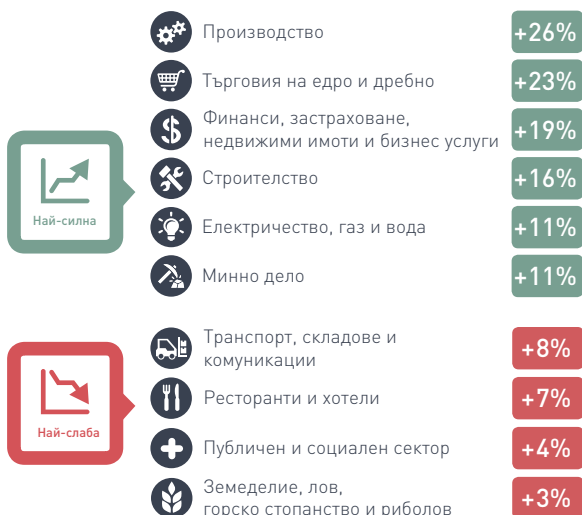 Производство +26%
Търговия на едро и дребно +23%
Финанси, застраховане,
недвижими имоти и бизнес услуги +19%
Строителство +16%
Най-силна
Електричество, газ и вода +11%
Минно дело +11%
Транспорт, складове и
комуникации +8%
Ресторанти и хотели +7%
Най-слаба
Публичен и социален сектор +4%
Земеделие, лов,
горско стопанство и риболов +3%